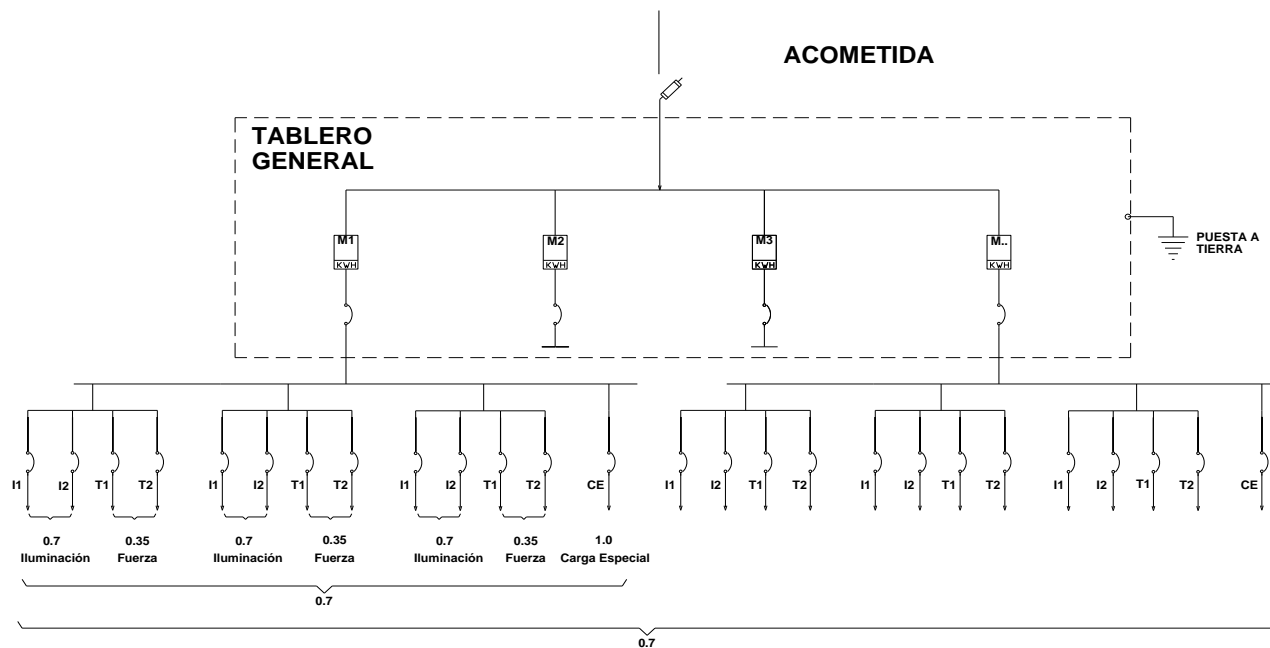 ACOMETIDA
TABLERO
GENERAL
M1 M2 M3 M..
KWH KWH KWH KWH
PUESTA A
TIERRA
I1 I2 T1 T2 I1 I2 T1 T2 I1 I2 T1 T2 CE I1 I2 T1 T2 I1 I2 T1 T2 I1 I2 T1 T2 CE
0.7 0.35 0.7 0.35 0.7 0.35 1.0
Iluminación Fuerza Iluminación Fuerza Iluminación Fuerza Carga Especial
0.7
0.7